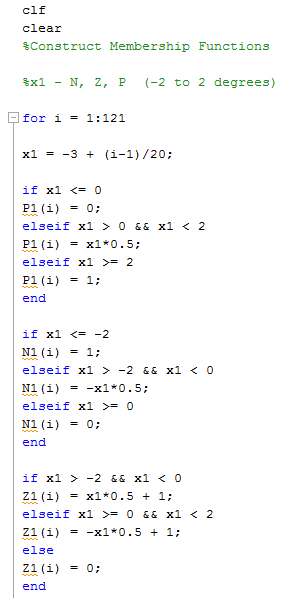 clf
clear
%Construct Membership Functions
%x1 - N, Z, P  (-2 to 2 degrees)
for i = 1:121
x1 = -3 + (i-1)/20;
if x1 <= 0
P1(i) = 0;
elseif x1 > 0 && x1 < 2
P1(i) = x1*0.5;
elseif x1 >= 2
P1(i) = 1;
end
if x1 <= -2
N1(i) = 1;
elseif x1 > -2 && x1 < 0
N1(i) = -x1*0.5;
elseif x1 >= 0
N1(i) = 0;
end
if x1 > -2 && x1 < 0
Z1(i) = x1*0.5 + 1;
elseif x1 >= 0 && x1 < 2
Z1(i) = -x1*0.5 + 1;
else
Z1(i) = 0;
end